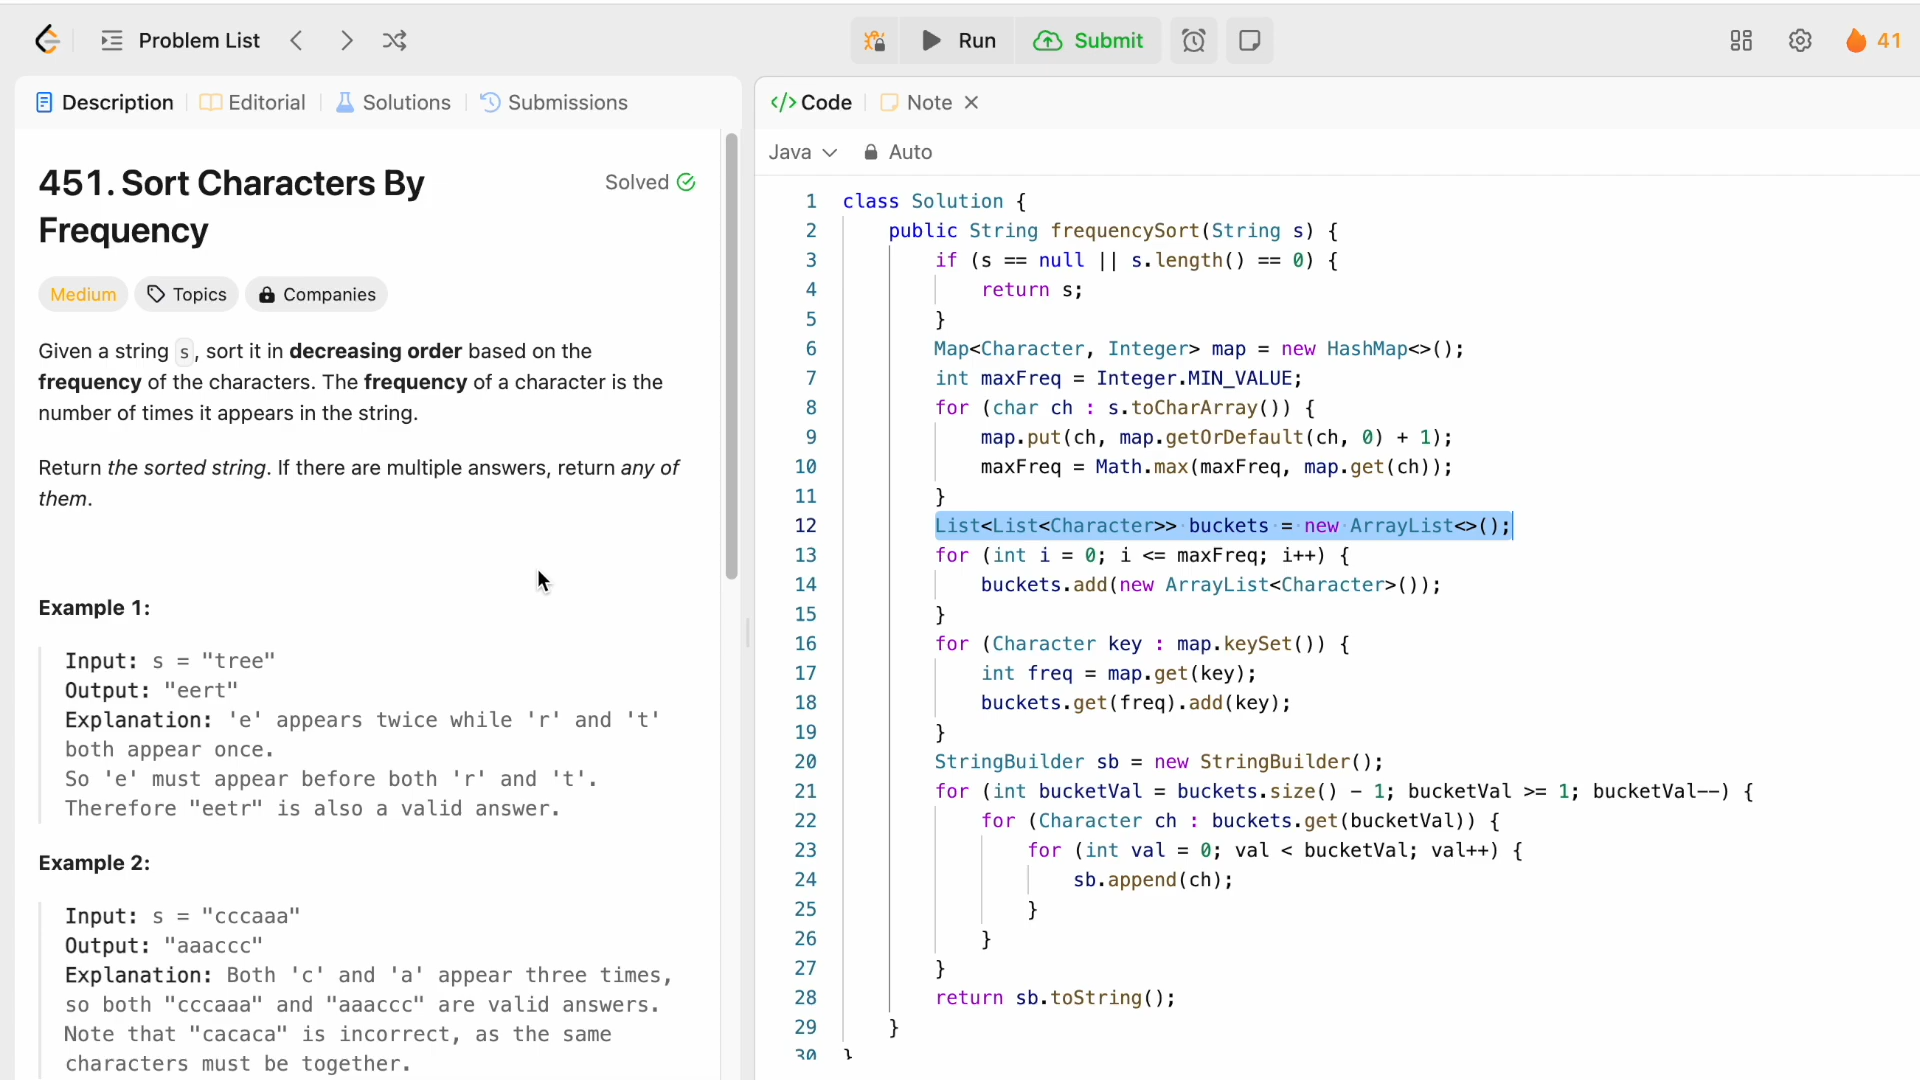 Problem List
Run
Submit
41
Description
Editorial
Solutions
Submissions
451. Sort Characters By
Frequency
Solved
Medium
Topics
Companies
Given a string s, sort it in decreasing order based on the
frequency of the characters. The frequency of a character is the
number of times it appears in the string.
Return the sorted string. If there are multiple answers, return any of
them.
Example 1:
Input: s = "tree"
Output: "eert"
Explanation: 'e' appears twice while 'r' and 't'
both appear once.
So 'e' must appear before both 'r' and 't'.
Therefore "eetr" is also a valid answer.
Example 2:
Input: s = "cccaaa"
Output: "aaaccc"
Explanation: Both 'c' and 'a' appear three times,
so both "cccaaa" and "aaaccc" are valid answers.
Note that "cacaca" is incorrect, as the same
characters must be together.
</> Code
Note
Java
Auto
1 class Solution {
2     public String frequencySort(String s) {
3         if (s == null || s.length() == 0) {
4             return s;
5         }
6         Map<Character, Integer> map = new HashMap<>();
7         int maxFreq = Integer.MIN_VALUE;
8         for (char ch : s.toCharArray()) {
9             map.put(ch, map.getOrDefault(ch, 0) + 1);
10             maxFreq = Math.max(maxFreq, map.get(ch));
11         }
12         List<List<Character>> buckets = new ArrayList<>();
13         for (int i = 0; i <= maxFreq; i++) {
14             buckets.add(new ArrayList<Character>());
15         }
16         for (Character key : map.keySet()) {
17             int freq = map.get(key);
18             buckets.get(freq).add(key);
19         }
20         StringBuilder sb = new StringBuilder();
21         for (int bucketVal = buckets.size() - 1; bucketVal >= 1; bucketVal--) {
22             for (Character ch : buckets.get(bucketVal)) {
23                 for (int val = 0; val < bucketVal; val++) {
24                     sb.append(ch);
25                 }
26             }
27         }
28         return sb.toString();
29     }
30 }